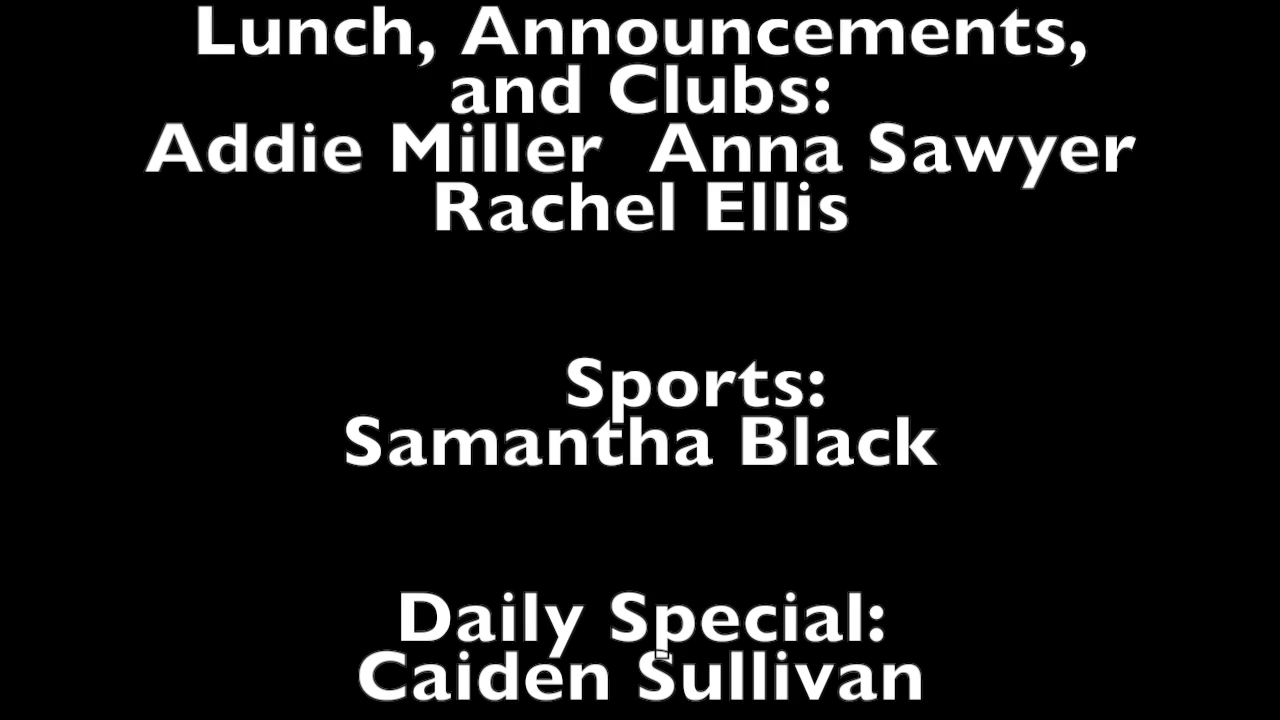 Lunch, Announcements,
and Clubs:
Addie Miller  Anna Sawyer
Rachel Ellis
Sports:
Samantha Black
Daily Special:
Caiden Sullivan